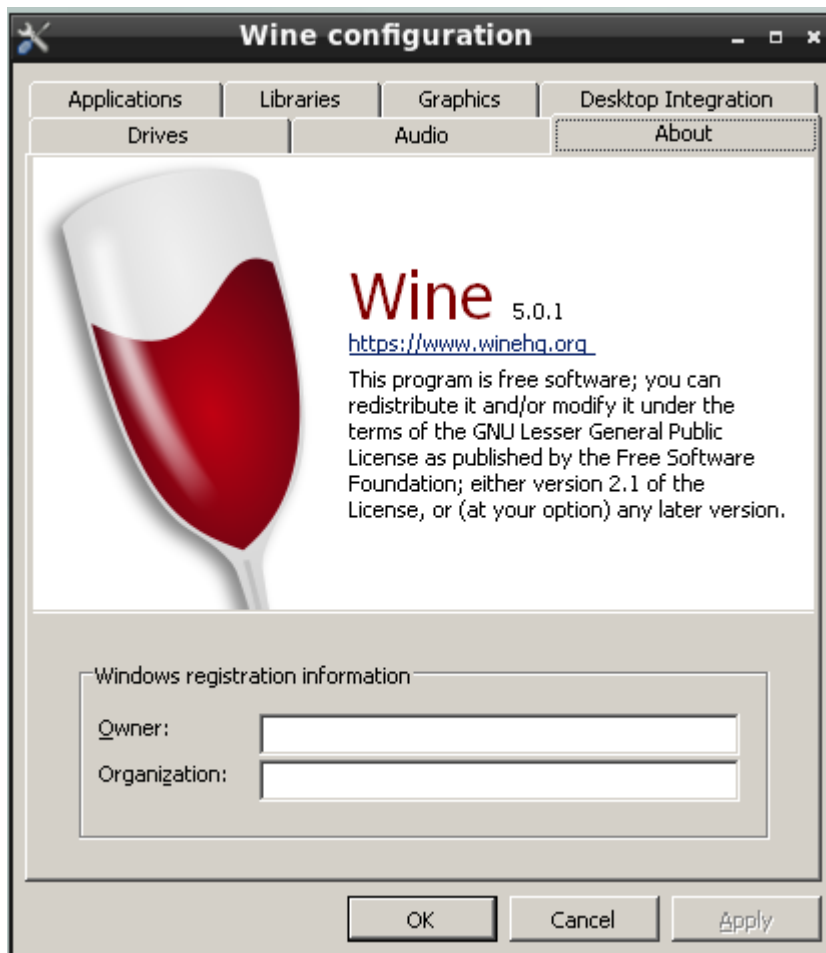 Wine configuration
Applications Libraries Graphics Desktop Integration
Drives Audio About
Wine 5.0.1
https://www.winehq.org
This program is free software; you can
redistribute it and/or modify it under the
terms of the GNU Lesser General Public
License as published by the Free Software
Foundation; either version 2.1 of the
License, or (at your option) any later version.
Windows registration information
Owner:
Organization:
OK Cancel Apply